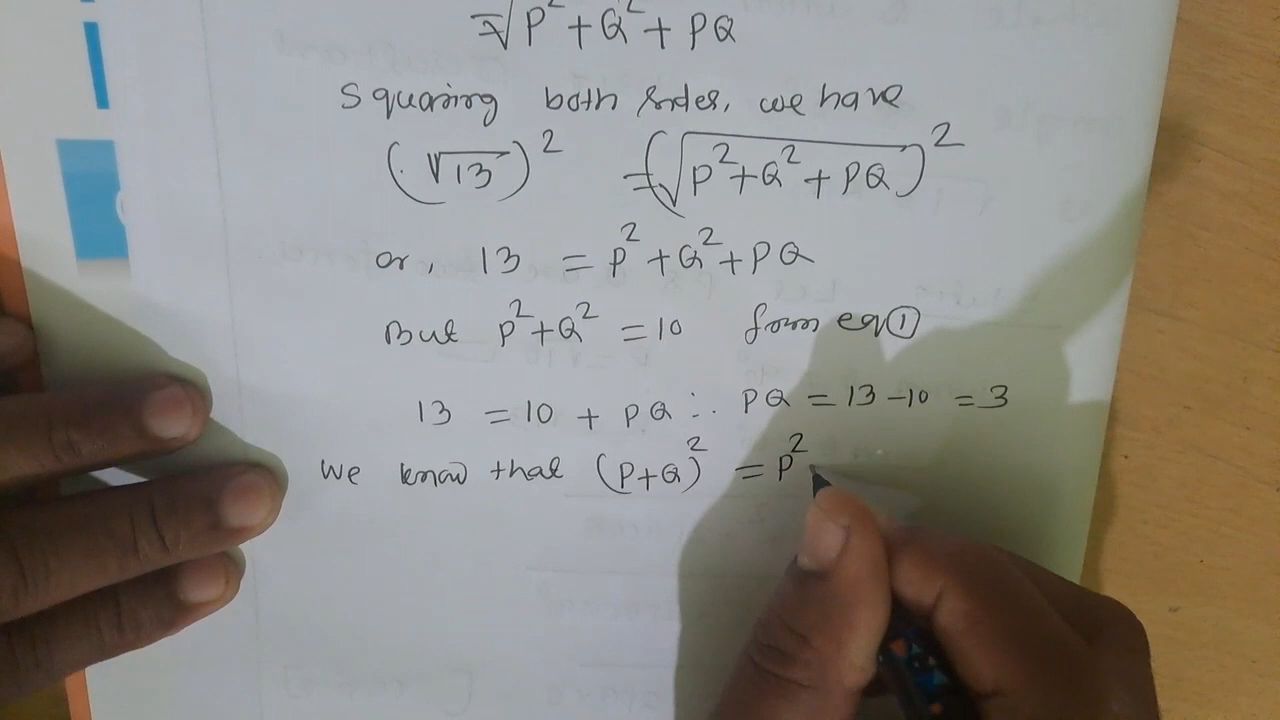 =√P²+Q²+PQ
Squaring both sides, we have
(√13)² =(√P²+Q²+PQ)²
or, 13 = P²+Q²+PQ
But P²+Q² =10 from eq①
13 =10 + PQ ∴ PQ = 13-10 =3
We know that (P+Q)² = P²